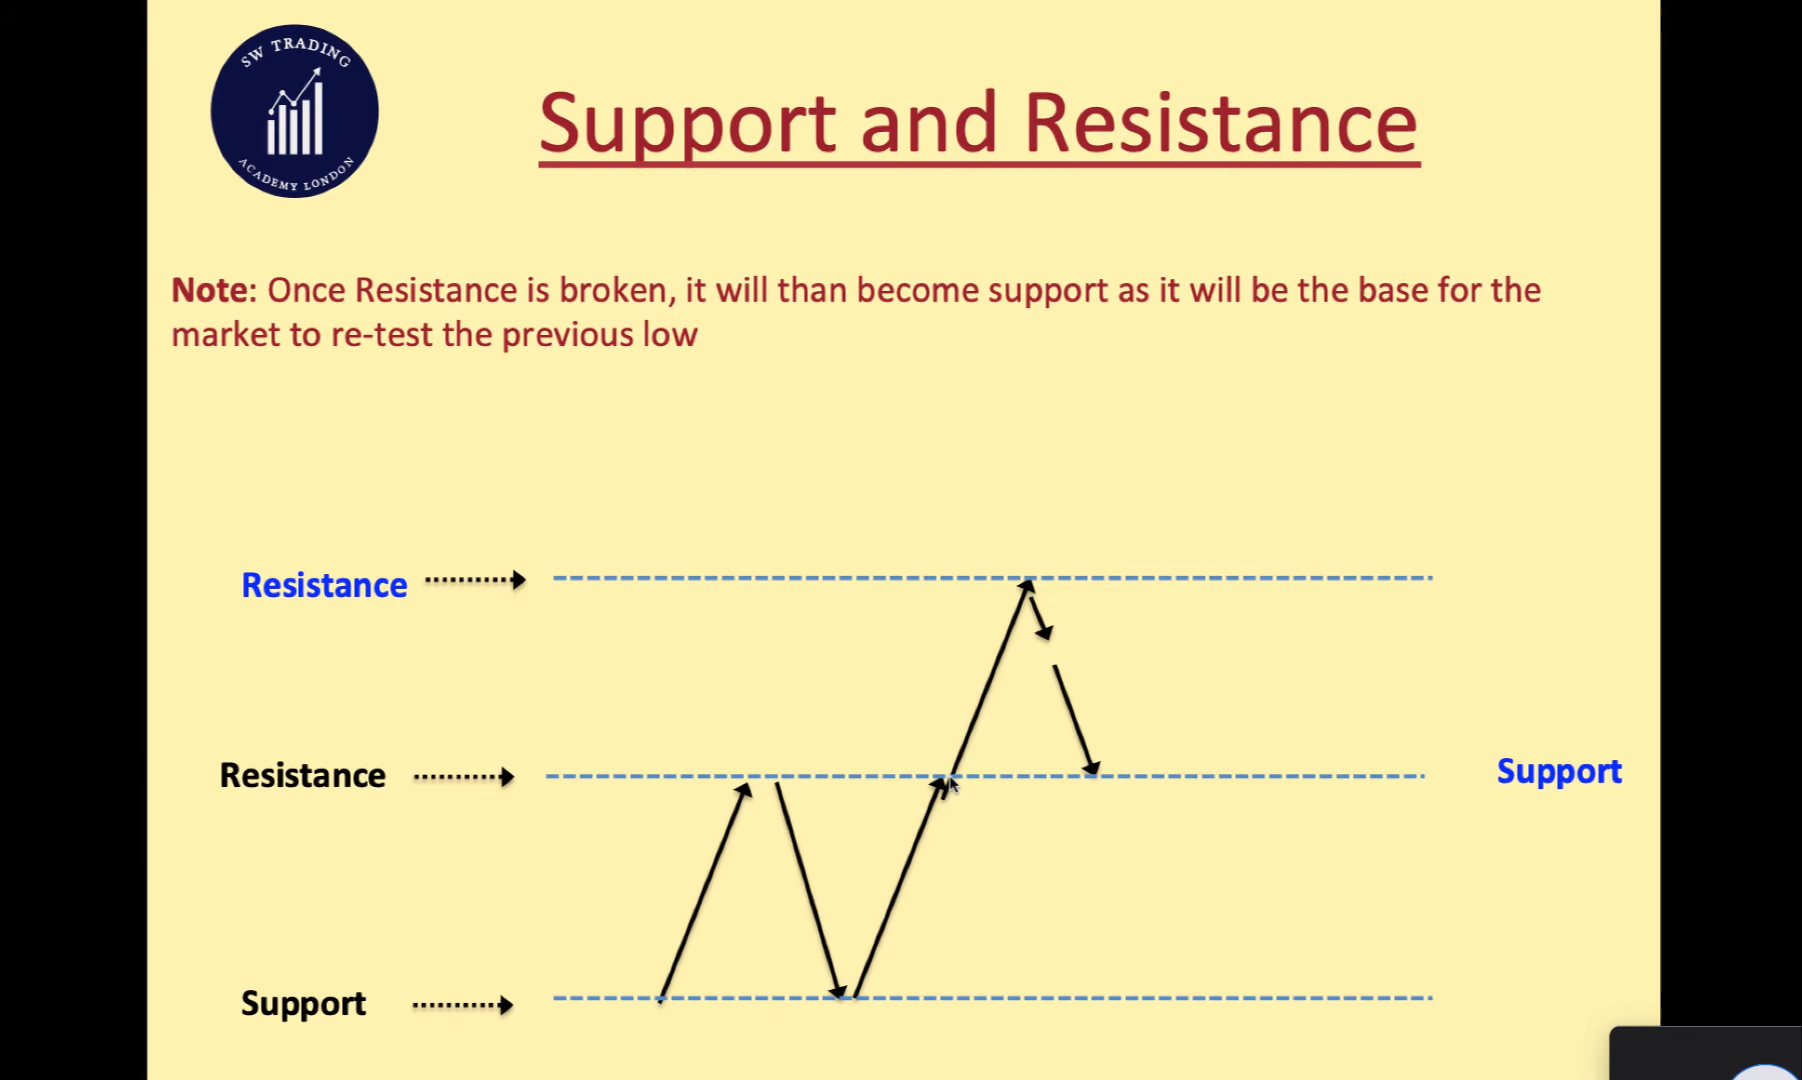 SW TRADING
ACADEMY LONDON
Support and Resistance
Note: Once Resistance is broken, it will than become support as it will be the base for the
market to re-test the previous low
Resistance
Resistance
Support
Support